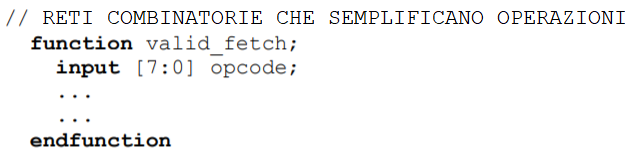 // RETI COMBINATORIE CHE SEMPLIFICANO OPERAZIONI
function valid_fetch;
input [7:0] opcode;
...
...
endfunction